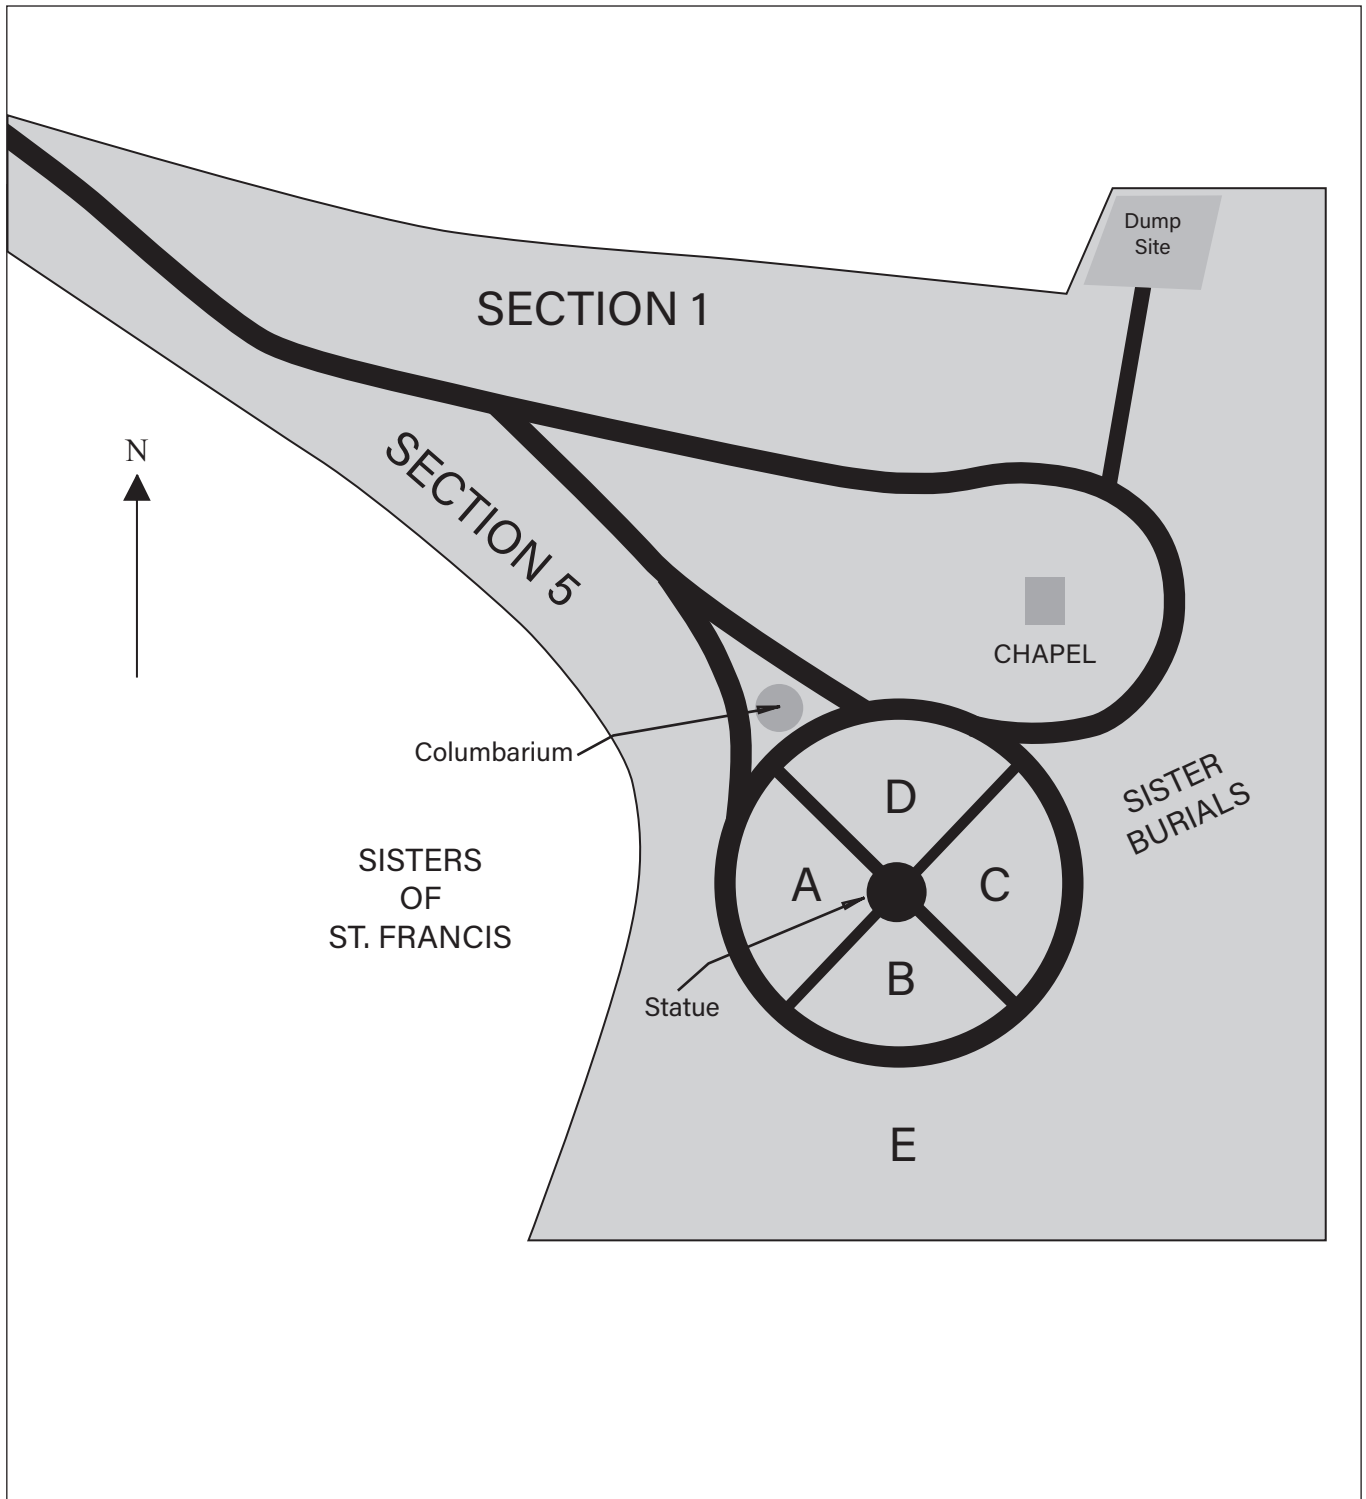 Dump
Site
SECTION 1
N
SECTION 5
CHAPEL
Columbarium
SISTER
BURIALS
D
SISTERS
OF
ST. FRANCIS
A
C
B
Statue
E